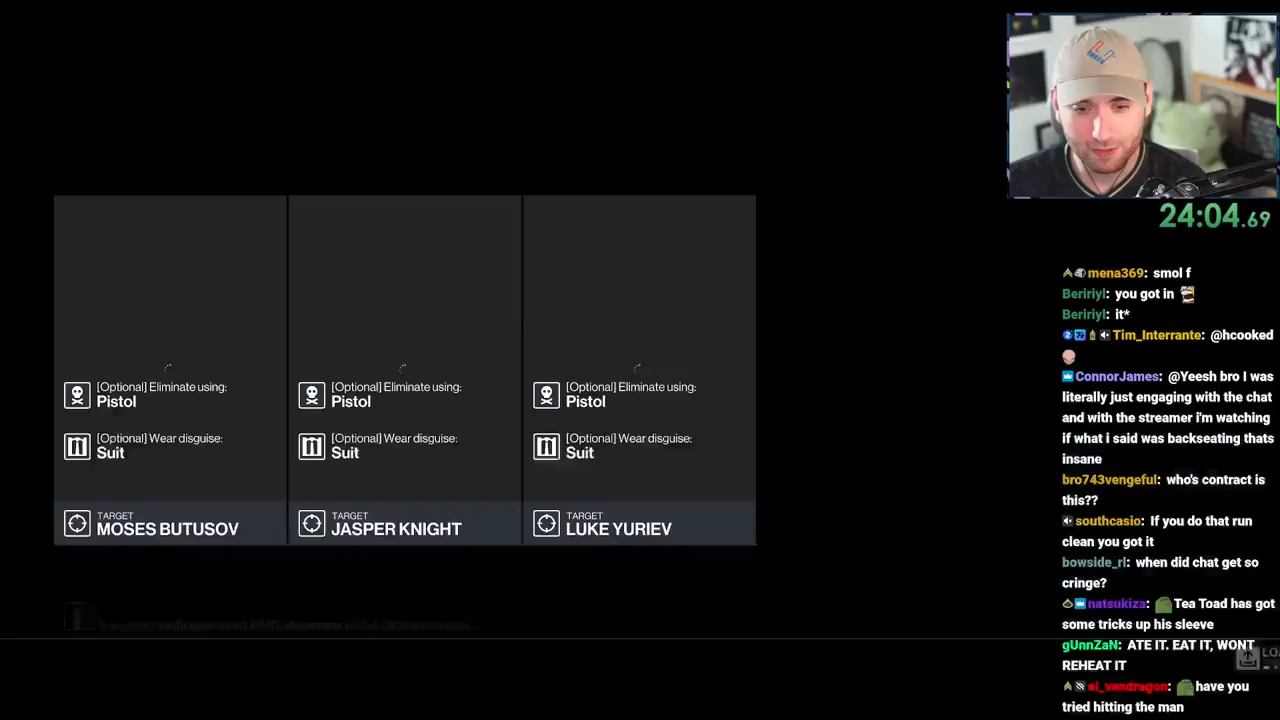 [Optional] Eliminate using:
Pistol
[Optional] Wear disguise:
Suit
TARGET
MOSES BUTUSOV
[Optional] Eliminate using:
Pistol
[Optional] Wear disguise:
Suit
TARGET
JASPER KNIGHT
[Optional] Eliminate using:
Pistol
[Optional] Wear disguise:
Suit
TARGET
LUKE YURIEV
24:04.69
mena369: smol f
Beririyl: you got in
Beririyl: it*
Tim_Interrante: @hcooked
ConnorJames: @Yeesh bro I was
literally just engaging with the chat
and with the streamer i'm watching
if what i said was backseating thats
insane
bro743vengeful: who's contract is
this??
southcasio: If you do that run
clean you got it
bowside_rl: when did chat get so
cringe?
natsukiza: Tea Toad has got
some tricks up his sleeve
gUnnZaN: ATE IT. EAT IT, WONT
REHEAT IT
el_vandragon: have you
tried hitting the man